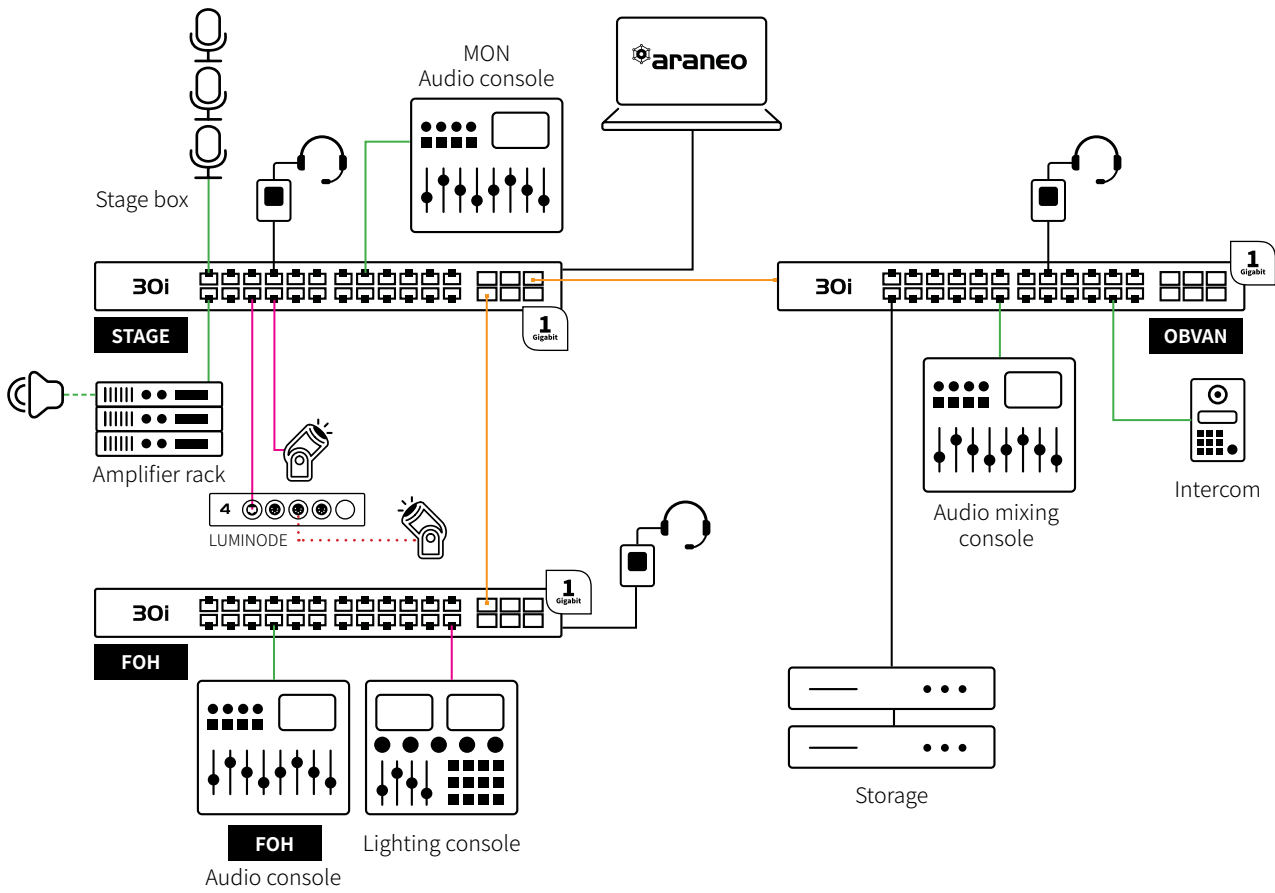 MON
Audio console
araneo
Stage box
30i
1
Gigabit
STAGE
30i
1
Gigabit
OBVAN
Amplifier rack
4
LUMINODE
Audio mixing
console
Intercom
30i
1
Gigabit
FOH
Storage
FOH
Audio console
Lighting console